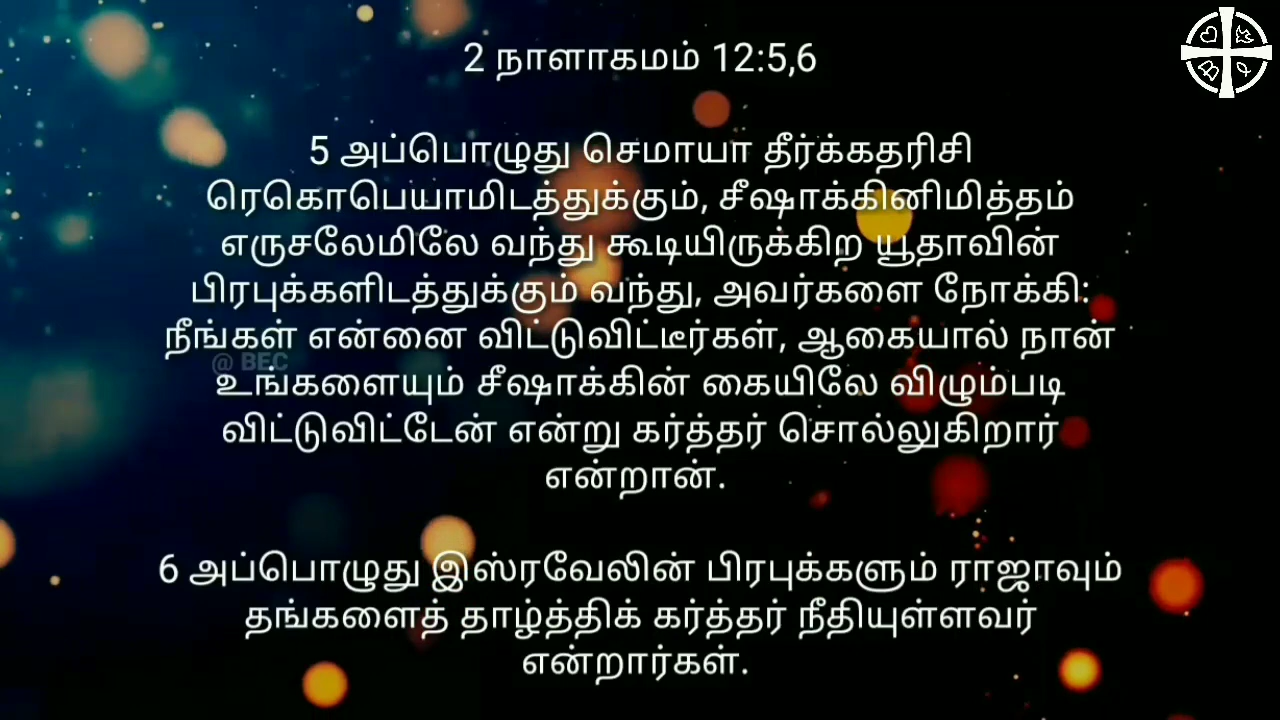 2 நாளாகமம் 12:5,6
5 அப்பொழுது செமாயா தீர்க்கதரிசி
ரெகொபெயாமிடத்துக்கும், சீஷாக்கினிமித்தம்
எருசலேமிலே வந்து கூடியிருக்கிற யூதாவின்
பிரபுக்களிடத்துக்கும் வந்து, அவர்களை நோக்கி:
நீங்கள் என்னை விட்டுவிட்டீர்கள், ஆகையால் நான்
@ BEC
உங்களையும் சீஷாக்கின் கையிலே விழும்படி
விட்டுவிட்டேன் என்று கர்த்தர் சொல்லுகிறார்
என்றான்.
6 அப்பொழுது இஸ்ரவேலின் பிரபுக்களும் ராஜாவும்
தங்களைத் தாழ்த்திக் கர்த்தர் நீதியுள்ளவர்
என்றார்கள்.